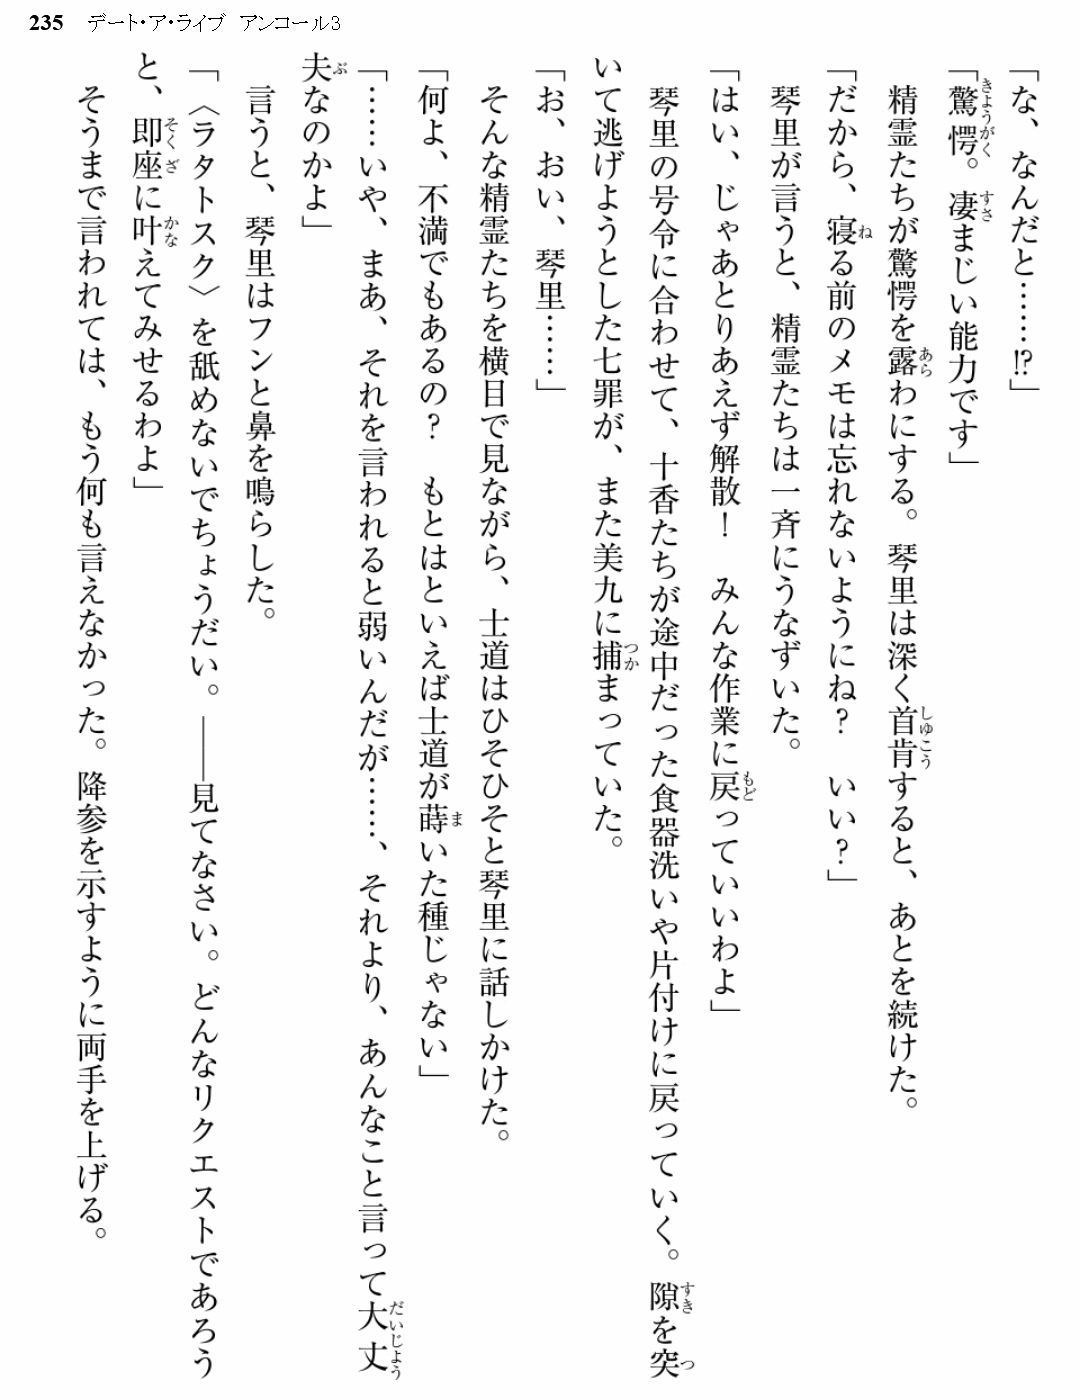 235 デート・ア・ライブ アンコール3
「な、なんだと……!?」
「驚愕。凄まじい能力です」
精霊たちが驚愕を露わにする。琴里は深く首肯すると、あとを続けた。
「だから、寝る前のメモは忘れないようにね？　いい？」
琴里が言うと、精霊たちは一斉にうなずいた。
「はい、じゃあとりあえず解散！　みんな作業に戻っていいわよ」
琴里の号令に合わせて、十香たちが途中だった食器洗いや片付けに戻っていく。隙を突
いて逃げようとした七罪が、また美九に捕まっていた。
「お、おい、琴里……」
そんな精霊たちを横目で見ながら、士道はひそひそと琴里に話しかけた。
「何よ、不満でもあるの？　もとはといえば士道が蒔いた種じゃない」
「……いや、まあ、それを言われると弱いんだが……、それより、あんなこと言って大丈
夫なのかよ」
言うと、琴里はフンと鼻を鳴らした。
「〈ラタトスク〉を舐めないでちょうだい。――見てなさい。どんなリクエストであろう
と、即座に叶えてみせるわよ」
そうまで言われては、もう何も言えなかった。降参を示すように両手を上げる。